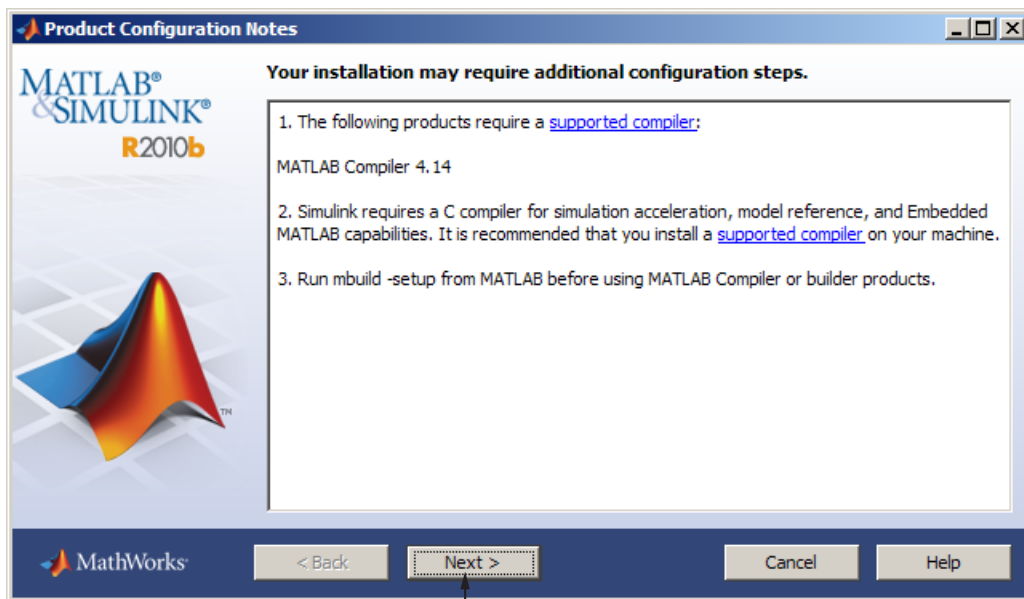 Product Configuration Notes
MATLAB®
&SIMULINK®
R2010b
TM
Your installation may require additional configuration steps.
1. The following products require a supported compiler:
MATLAB Compiler 4.14
2. Simulink requires a C compiler for simulation acceleration, model reference, and Embedded
MATLAB capabilities. It is recommended that you install a supported compiler on your machine.
3. Run mbuild -setup from MATLAB before using MATLAB Compiler or builder products.
MathWorks®
< Back
Next >
Cancel
Help